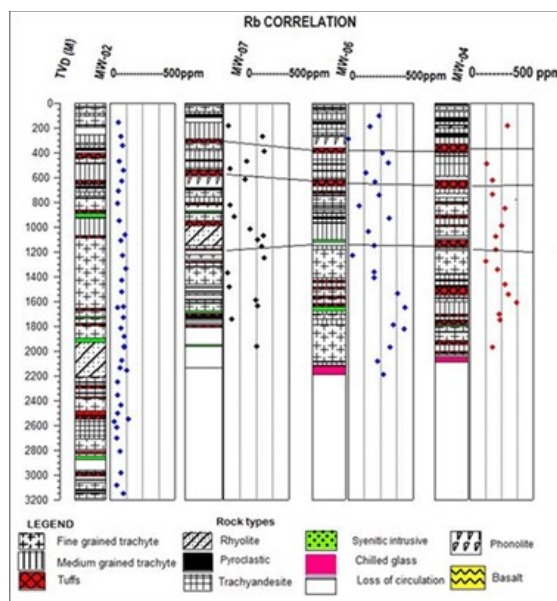 Rb CORRELATION
TVD (M)
MW-02
0------------500ppm
MW-07
0------------500ppm
MW-06
0------------500ppm
MW-04
0------------500 ppm
0
200
400
600
800
1000
1200
1400
1600
1800
2000
2200
2400
2600
2800
3000
3200
LEGEND
Rock types
Fine grained trachyte
Medium grained trachyte
Tuffs
Rhyolite
Pyroclastic
Trachyandesite
Syenitic intrusive
Chilled glass
Loss of circulation
Phonolite
Basalt